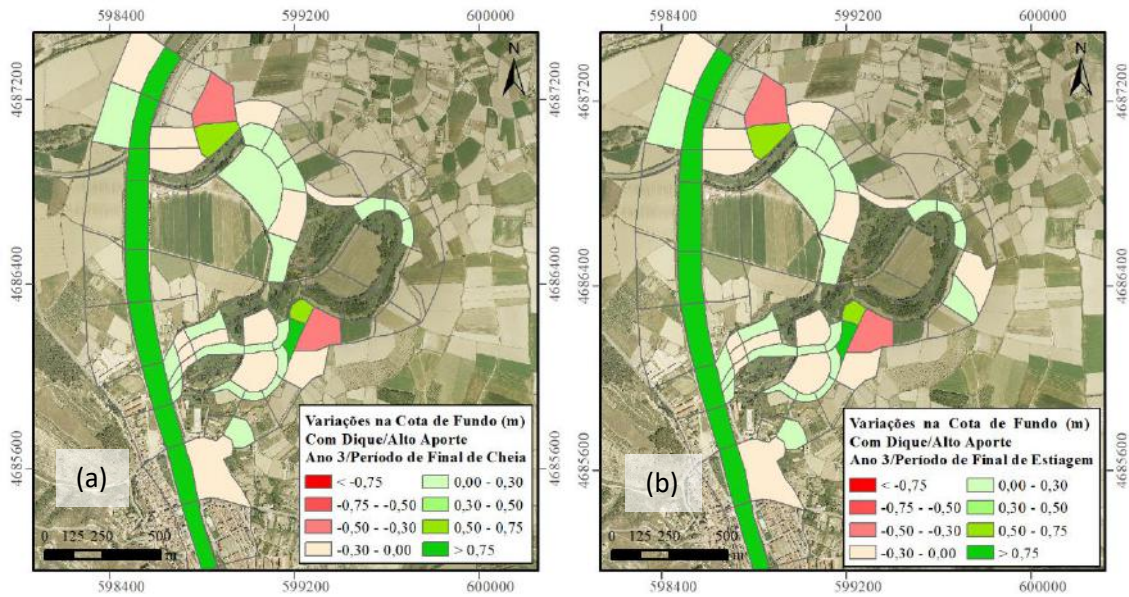 598400 599200 600000
598400 599200 600000
4687200
4686400
4685600
N
(a)
Variações na Cota de Fundo (m)
Com Dique/Alto Aporte
Ano 3/Período de Final de Cheia
< -0,75 0,00 - 0,30
-0,75 - -0,50 0,30 - 0,50
-0,50 - -0,30 0,50 - 0,75
-0,30 - 0,00 > 0,75
0 125 250 500
m
598400 599200 600000
N
(b)
Variações na Cota de Fundo (m)
Com Dique/Alto Aporte
Ano 3/Período de Final de Estiagem
< -0,75 0,00 - 0,30
-0,75 - -0,50 0,30 - 0,50
-0,50 - -0,30 0,50 - 0,75
-0,30 - 0,00 > 0,75
0 125 250 500
m
4687200
4686400
4685600
598400 599200 600000